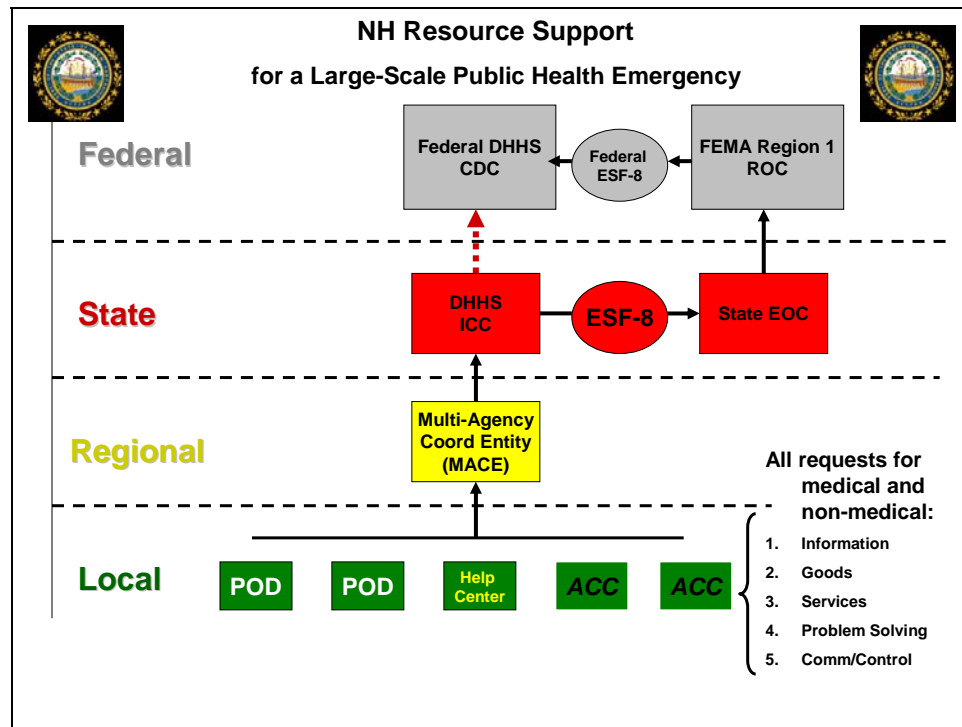 NH Resource Support
for a Large-Scale Public Health Emergency
Federal
Federal DHHS
CDC
Federal
ESF-8
FEMA Region 1
ROC
State
DHHS
ICC
ESF-8
State EOC
Regional
Multi-Agency
Coord Entity
(MACE)
All requests for
medical and
non-medical:
1. Information
2. Goods
3. Services
4. Problem Solving
5. Comm/Control
Local
POD
POD
Help
Center
ACC
ACC